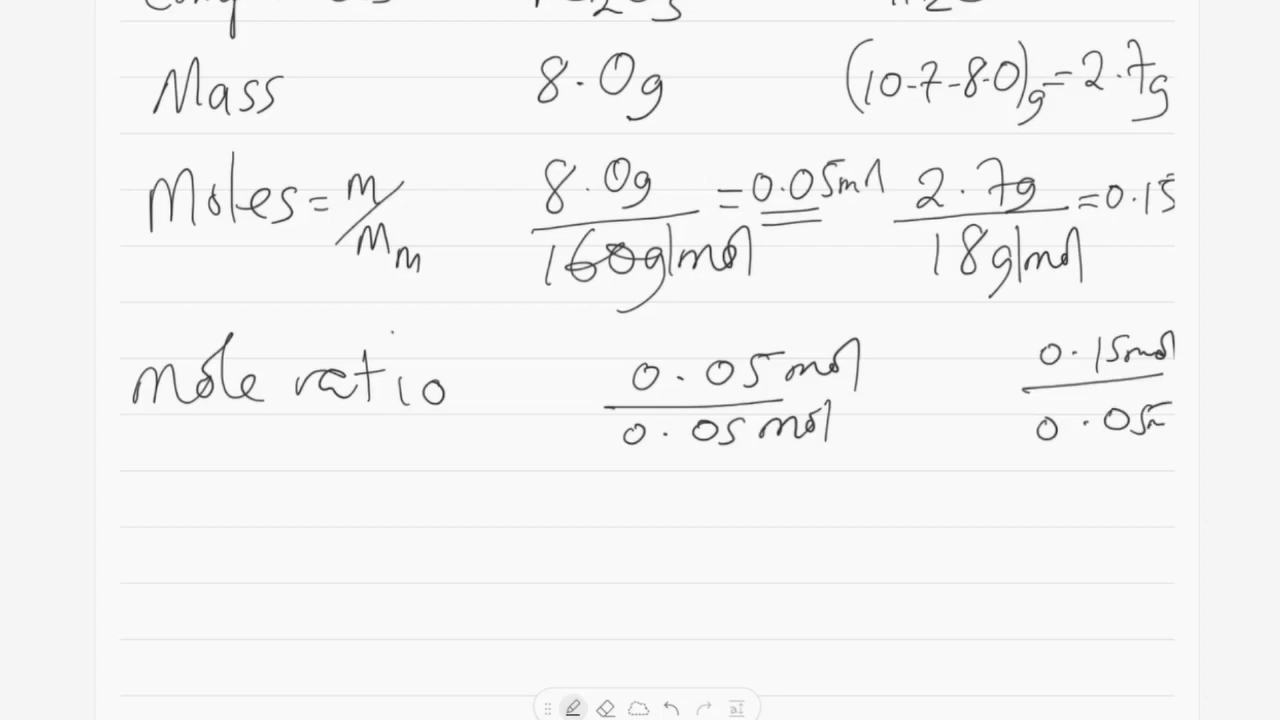 Mass 8.0g (10.7-8.0)g=2.7g
Moles = m/Mm 8.0g/160g/mol = 0.05mol 2.7g/18g/mol = 0.15
mole ratio 0.05mol/0.05mol 0.15mol/0.05